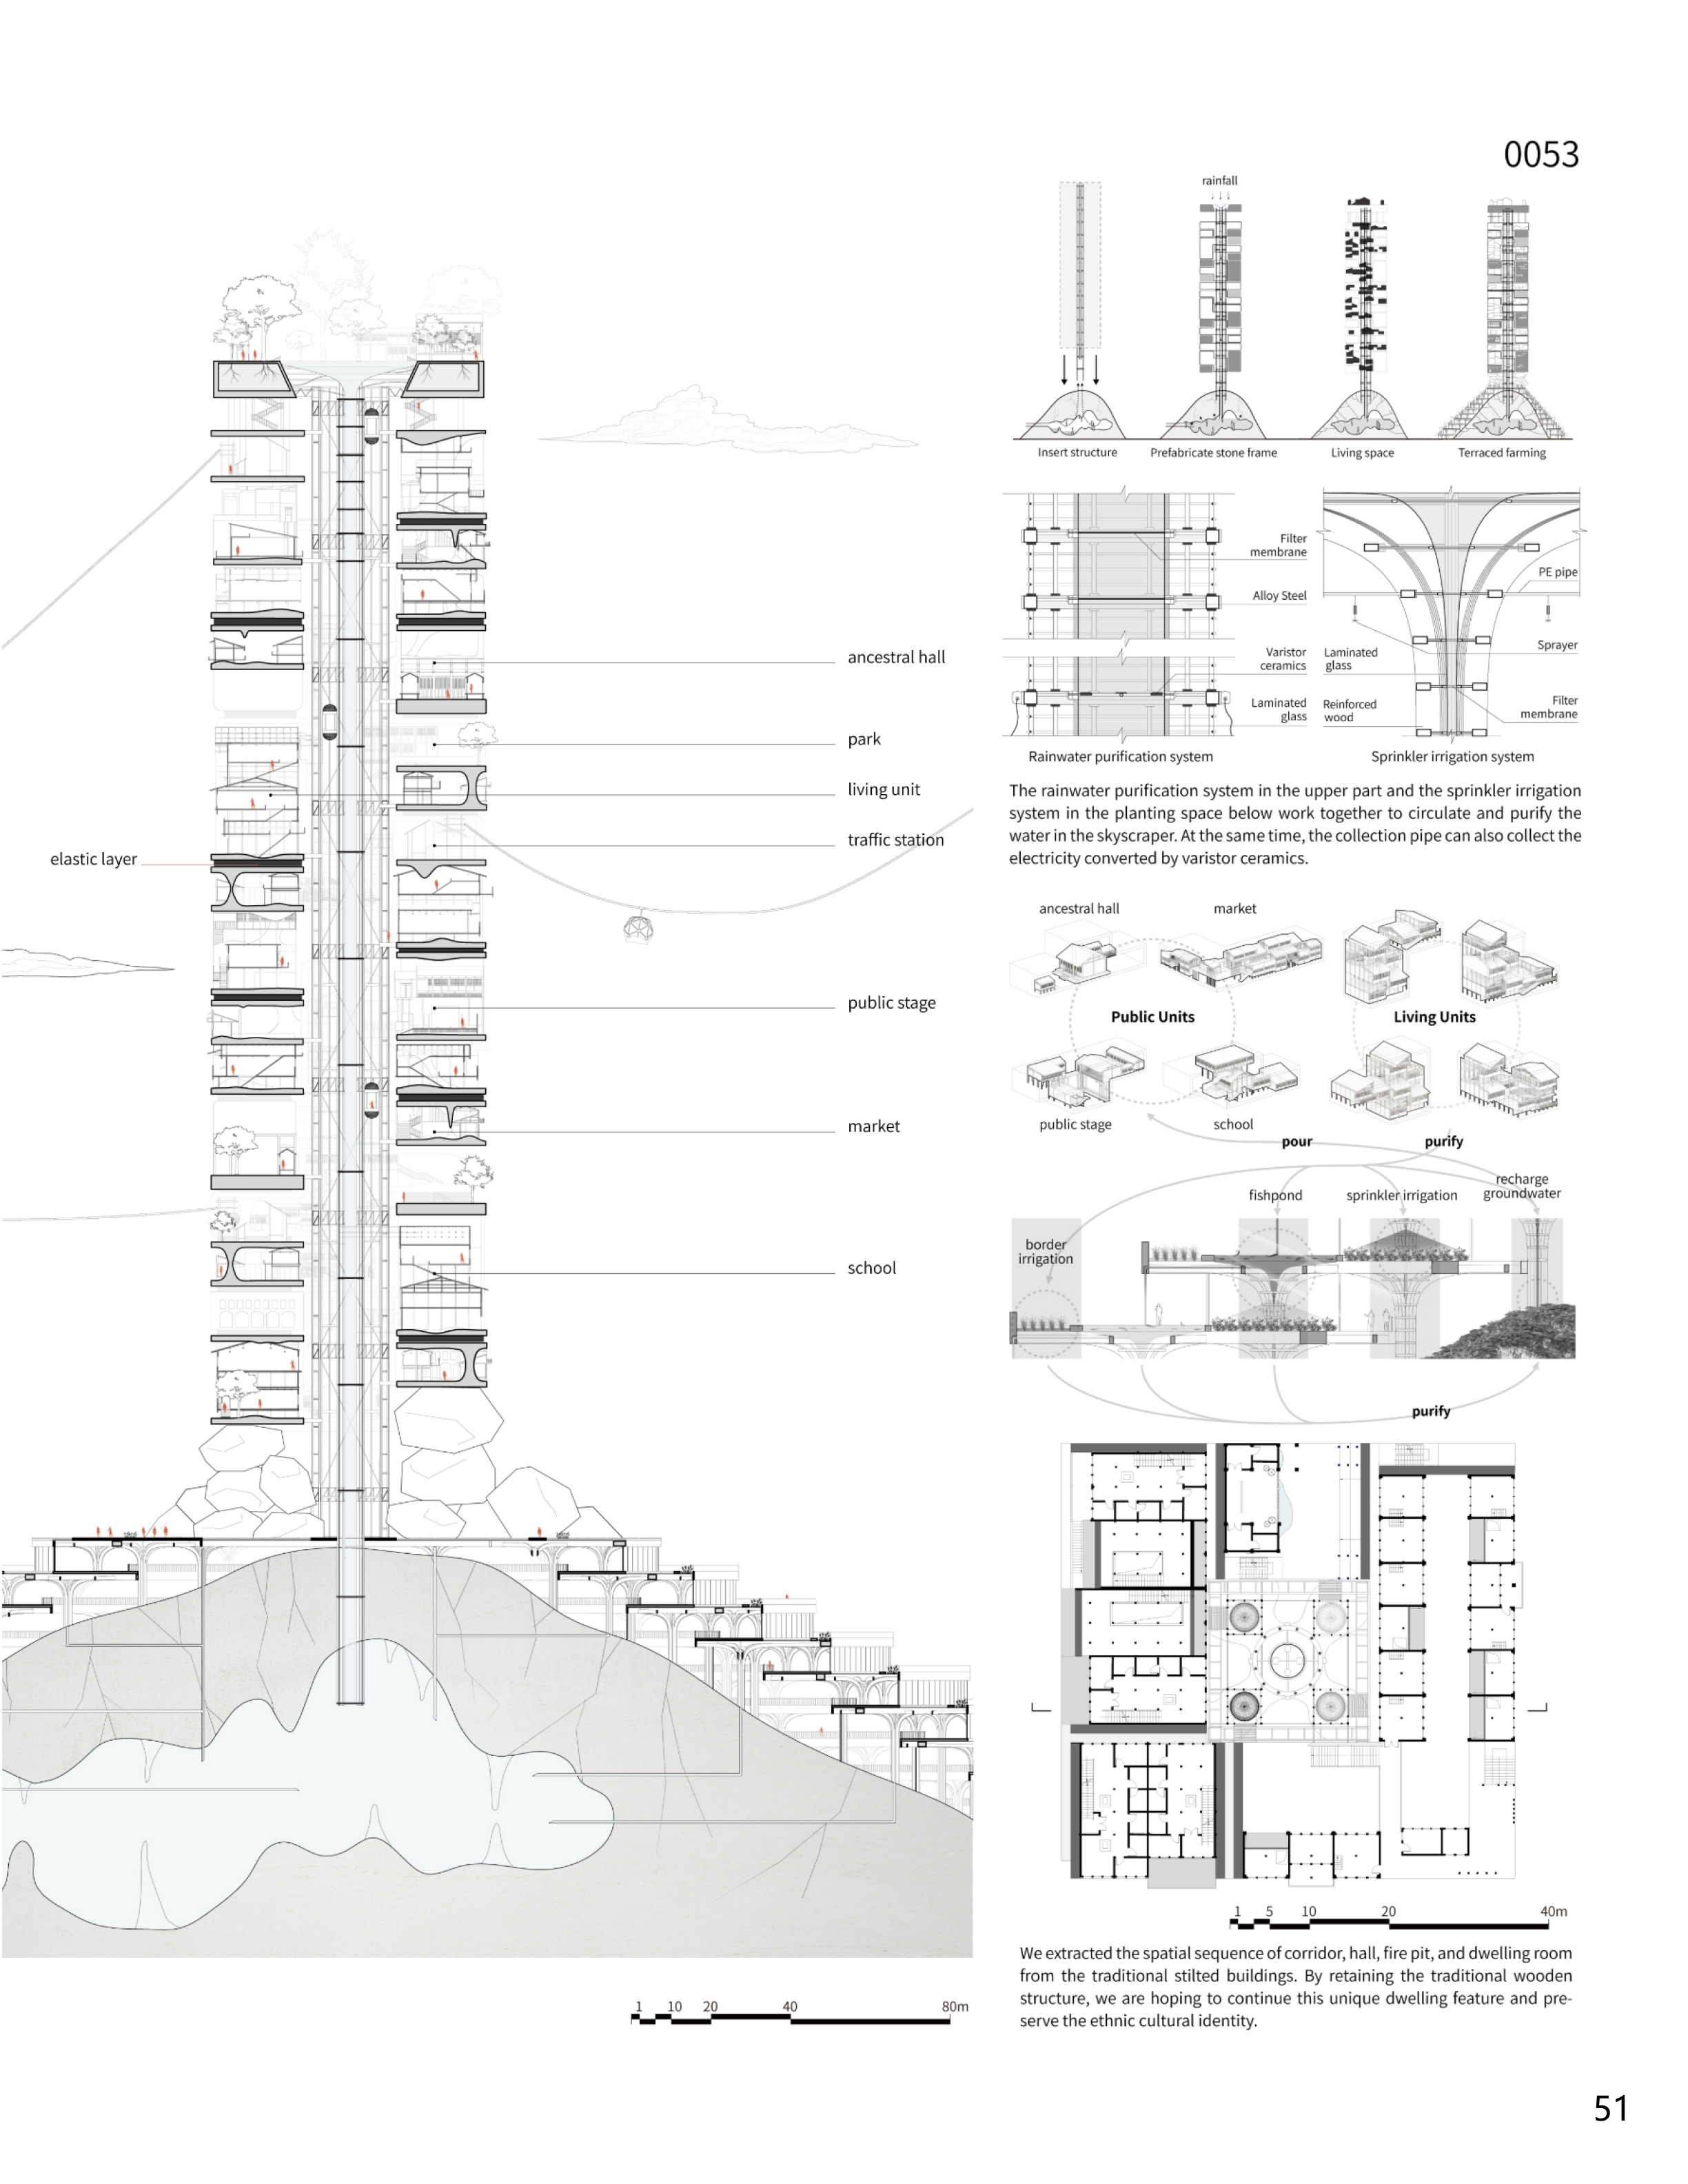 0053
rainfall
Insert structure
Prefabricate stone frame
Living space
Terraced farming
Filter
membrane
Alloy Steel
Varistor
ceramics
Laminated
glass
Rainwater purification system
PE pipe
Sprayer
Laminated
glass
Reinforced
wood
Filter
membrane
Sprinkler irrigation system
The rainwater purification system in the upper part and the sprinkler irrigation
system in the planting space below work together to circulate and purify the
water in the skyscraper. At the same time, the collection pipe can also collect the
electricity converted by varistor ceramics.
ancestral hall
park
living unit
traffic station
elastic layer
public stage
market
school
1 10 20 40 80m
ancestral hall
market
Public Units
Living Units
public stage
school
pour
purify
fishpond
sprinkler irrigation
recharge
groundwater
border
irrigation
purify
1 5 10 20 40m
We extracted the spatial sequence of corridor, hall, fire pit, and dwelling room
from the traditional stilted buildings. By retaining the traditional wooden
structure, we are hoping to continue this unique dwelling feature and pre-
serve the ethnic cultural identity.
51